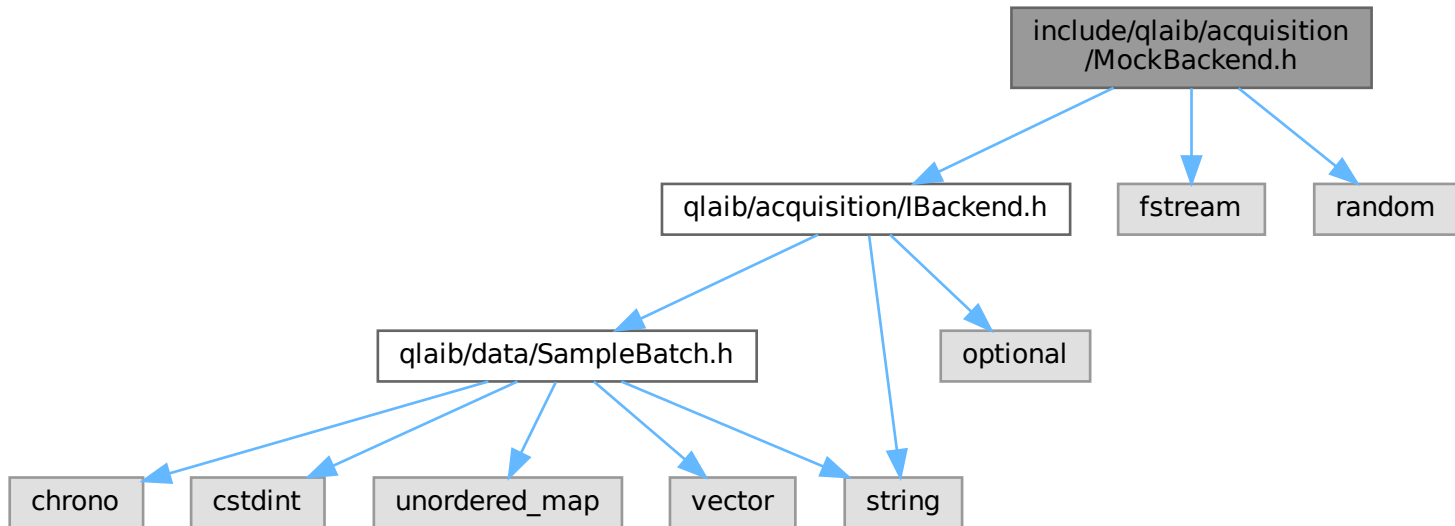 include/qlaib/acquisition
/MockBackend.h
qlaib/acquisition/IBackend.h
fstream
random
qlaib/data/SampleBatch.h
optional
chrono
cstdint
unordered_map
vector
string